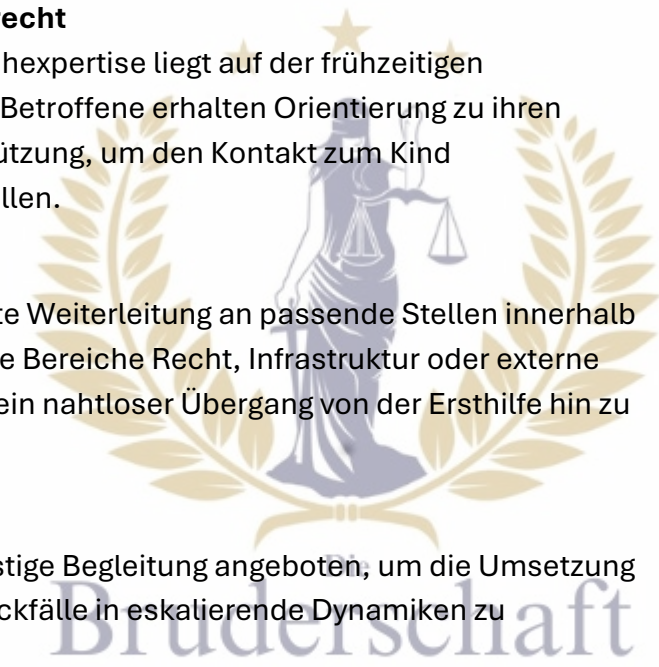 recht
hexpertise liegt auf der frühzeitigen
Betroffene erhalten Orientierung zu ihren
ützung, um den Kontakt zum Kind
llen.
te Weiterleitung an passende Stellen innerhalb
e Bereiche Recht, Infrastruktur oder externe
ein nahtloser Übergang von der Ersthilfe hin zu
stige Begleitung angeboten, um die Umsetzung
Die
ckfälle in eskalierende Dynamiken zu
Bruderschaft